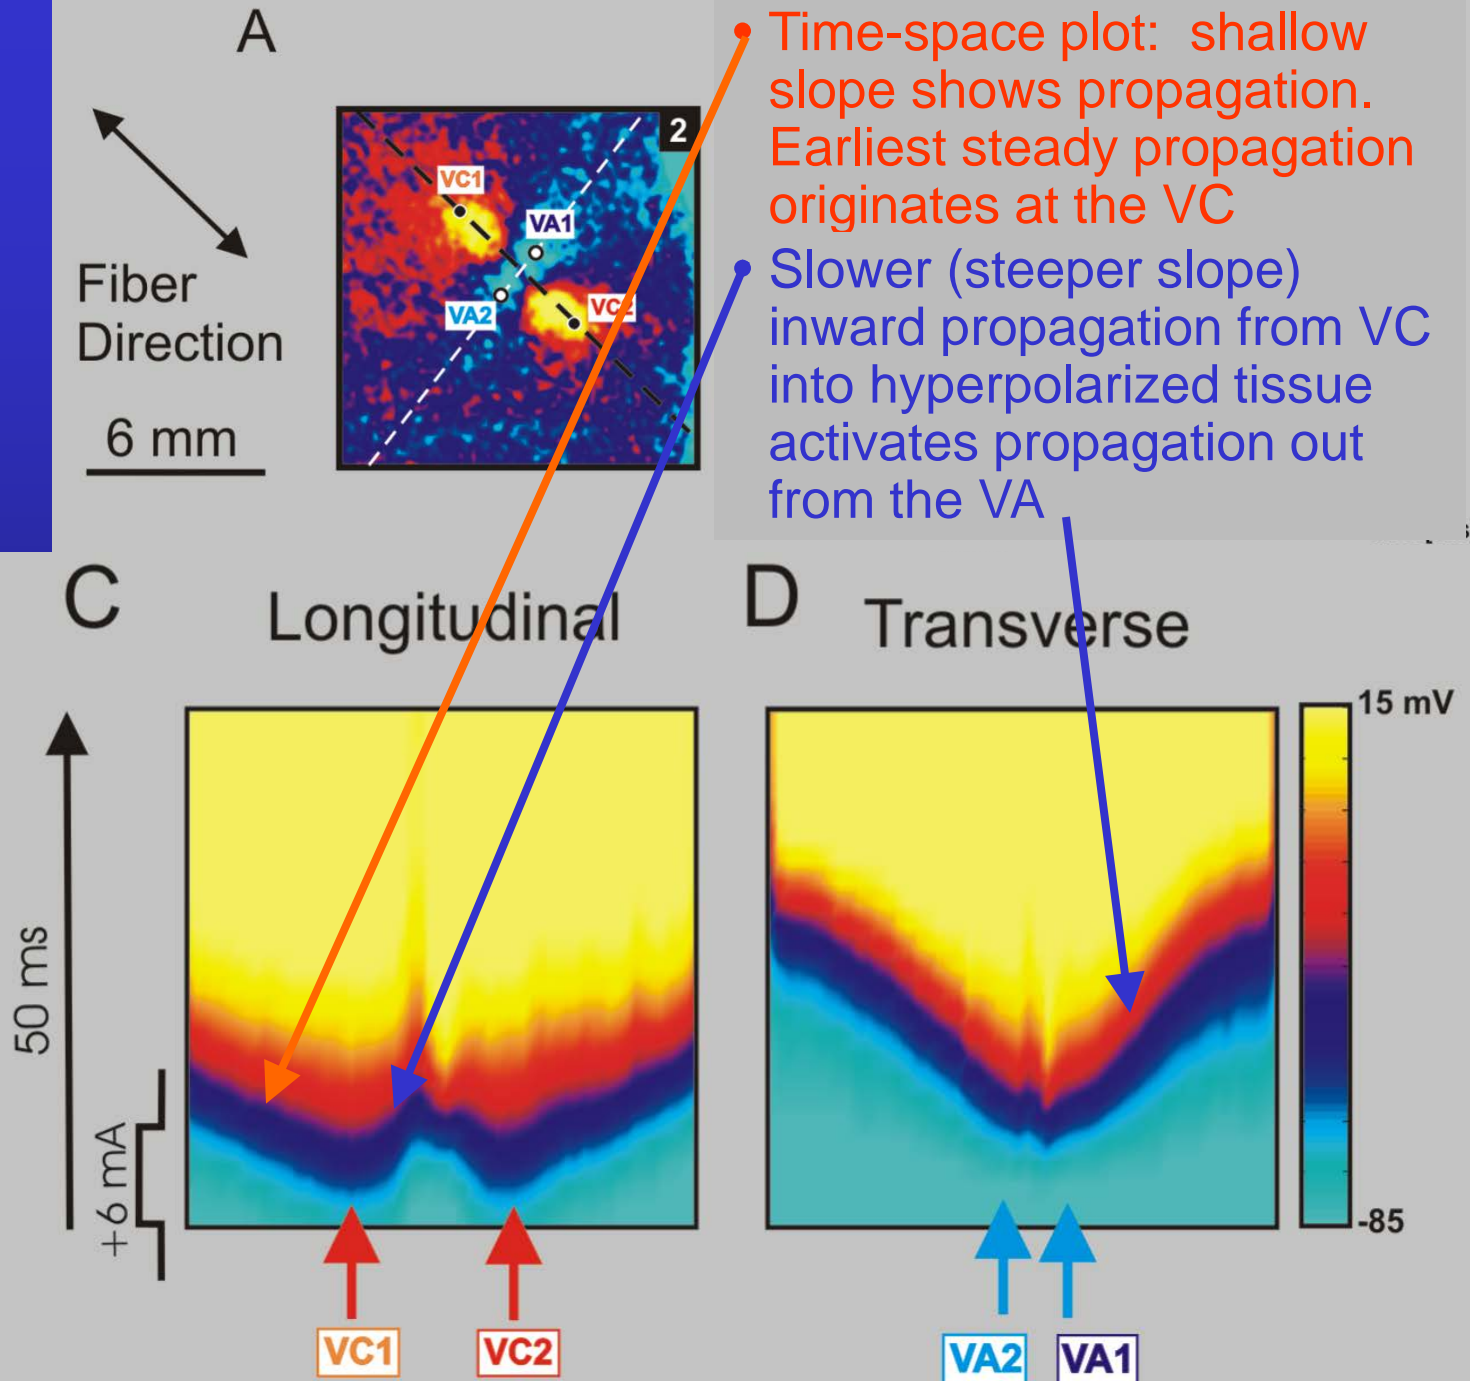 A
• Time-space plot: shallow
slope shows propagation.
Earliest steady propagation
originates at the VC
• Slower (steeper slope)
inward propagation from VC
into hyperpolarized tissue
activates propagation out
from the VA
Fiber
Direction
6 mm
2
VC1
VA1
VA2
VC2
C
Longitudinal
D
Transverse
50 ms
+6 mA
15 mV
-85
VC1
VC2
VA2
VA1